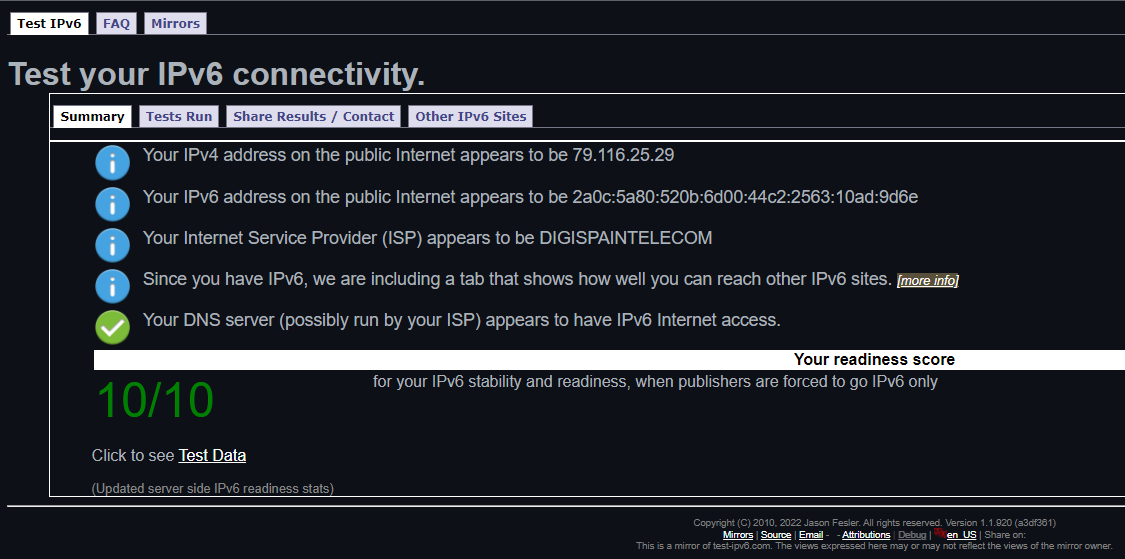 Test IPv6 FAQ Mirrors
Test your IPv6 connectivity.
Summary Tests Run Share Results / Contact Other IPv6 Sites
Your IPv4 address on the public Internet appears to be 79.116.25.29
Your IPv6 address on the public Internet appears to be 2a0c:5a80:520b:6d00:44c2:2563:10ad:9d6e
Your Internet Service Provider (ISP) appears to be DIGISPAINTELECOM
Since you have IPv6, we are including a tab that shows how well you can reach other IPv6 sites. [more info]
Your DNS server (possibly run by your ISP) appears to have IPv6 Internet access.
Your readiness score
10/10 for your IPv6 stability and readiness, when publishers are forced to go IPv6 only
Click to see Test Data
(Updated server side IPv6 readiness stats)
Copyright (C) 2010, 2022 Jason Fesler. All rights reserved. Version 1.1.920 (a3df361)
Mirrors | Source | Email - - Attributions | Debug | en_US | Share on:
This is a mirror of test-ipv6.com. The views expressed here may or may not reflect the views of the mirror owner.